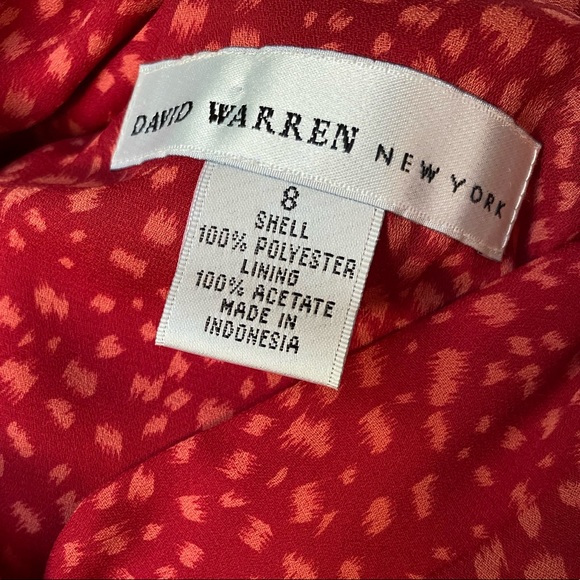 DAVID WARREN NEW YORK
8
SHELL
100% POLYESTER
LINING
100% ACETATE
MADE IN
INDONESIA